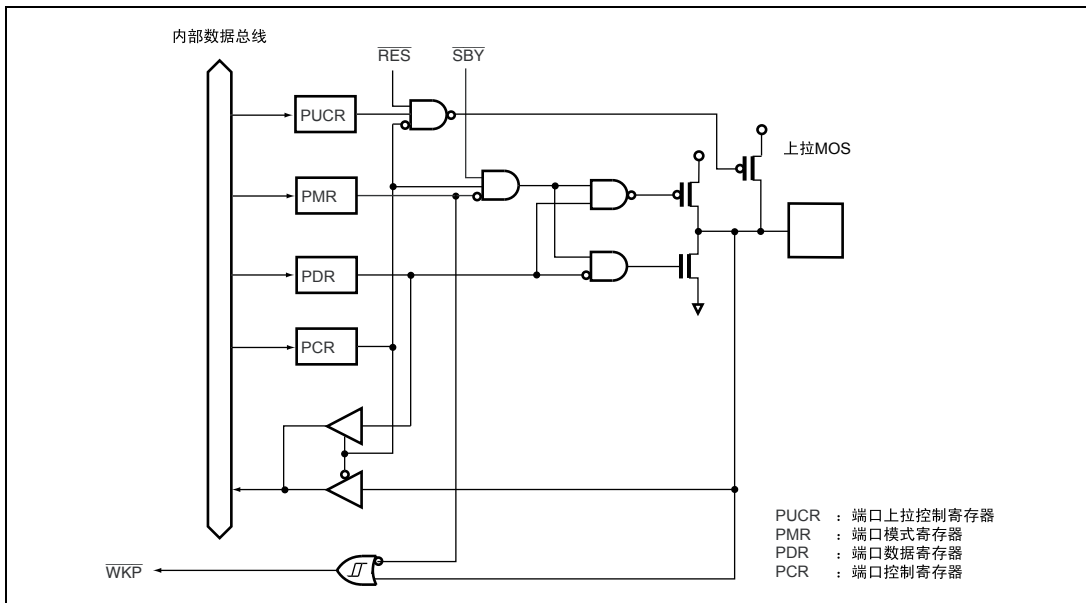 内部数据总线
RES
SBY
PUCR
上拉MOS
PMR
PDR
PCR
PUCR ：端口上拉控制寄存器
PMR ：端口模式寄存器
PDR ：端口数据寄存器
PCR ：端口控制寄存器
WKP